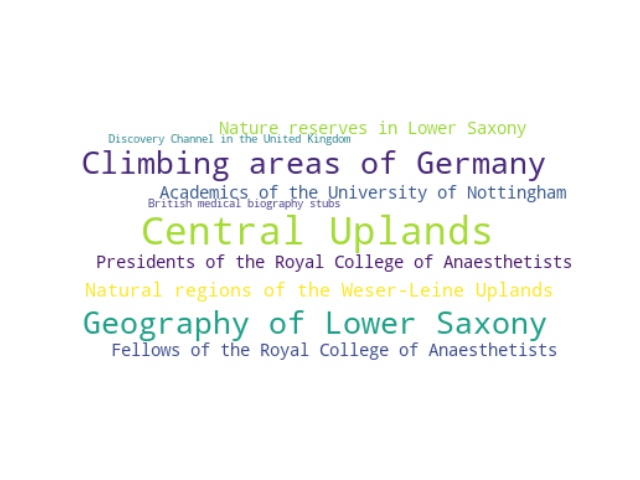 Nature reserves in Lower Saxony
Discovery Channel in the United Kingdom
Climbing areas of Germany
Academics of the University of Nottingham
British medical biography stubs
Central Uplands
Presidents of the Royal College of Anaesthetists
Natural regions of the Weser-Leine Uplands
Geography of Lower Saxony
Fellows of the Royal College of Anaesthetists